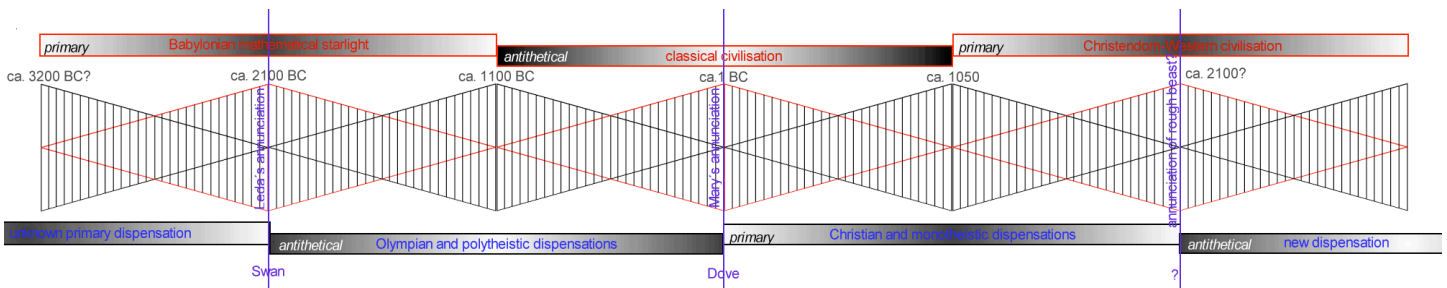 primary Babylonian mathematical starlight
antithetical classical civilisation
primary Christendom-Western civilisation
ca. 3200 BC?
ca. 2100 BC
ca. 1100 BC
ca.1 BC
ca. 1050
ca. 2100?
Leda's annunciation
Mary's annunciation
annunciation of rough beast?
unknown primary dispensation
antithetical Olympian and polytheistic dispensations
primary Christian and monotheistic dispensations
antithetical new dispensation
Swan
Dove
?